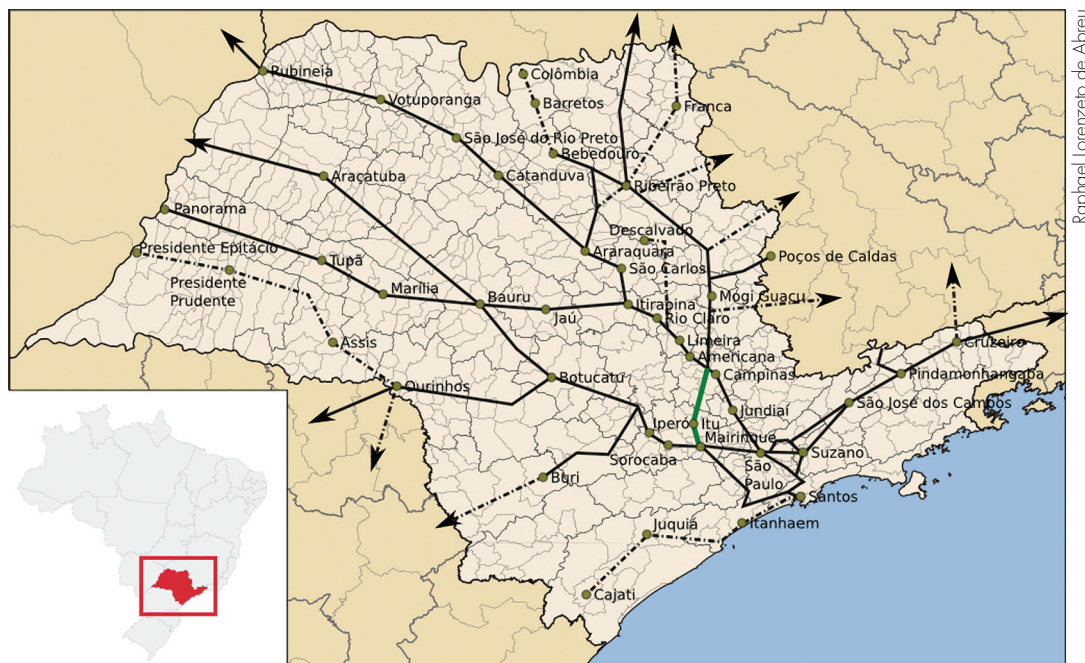 Raphael Lorenzeto de Abreu
Rubineia
Colômbia
Votuporanga
Barretos
Franca
São José do Rio Preto
Bebedouro
Araçatuba
Catanduva
Ribeirão Preto
Panorama
Descalvado
Presidente Epitácio
Araraquara
Poços de Caldas
Tupã
São Carlos
Presidente
Prudente
Marília
Bauru
Mogi Guaçu
Jaú
Itirapina
Rio Claro
Assis
Limeira
Cruzeiro
Americana
Ourinhos
Botucatu
Campinas
Pindamonhangaba
Jundiaí
São José dos Campos
Iperó
Itu
Mairinque
Sorocaba
São
Paulo
Suzano
Buri
Santos
Juquiá
Itanhaem
Cajati